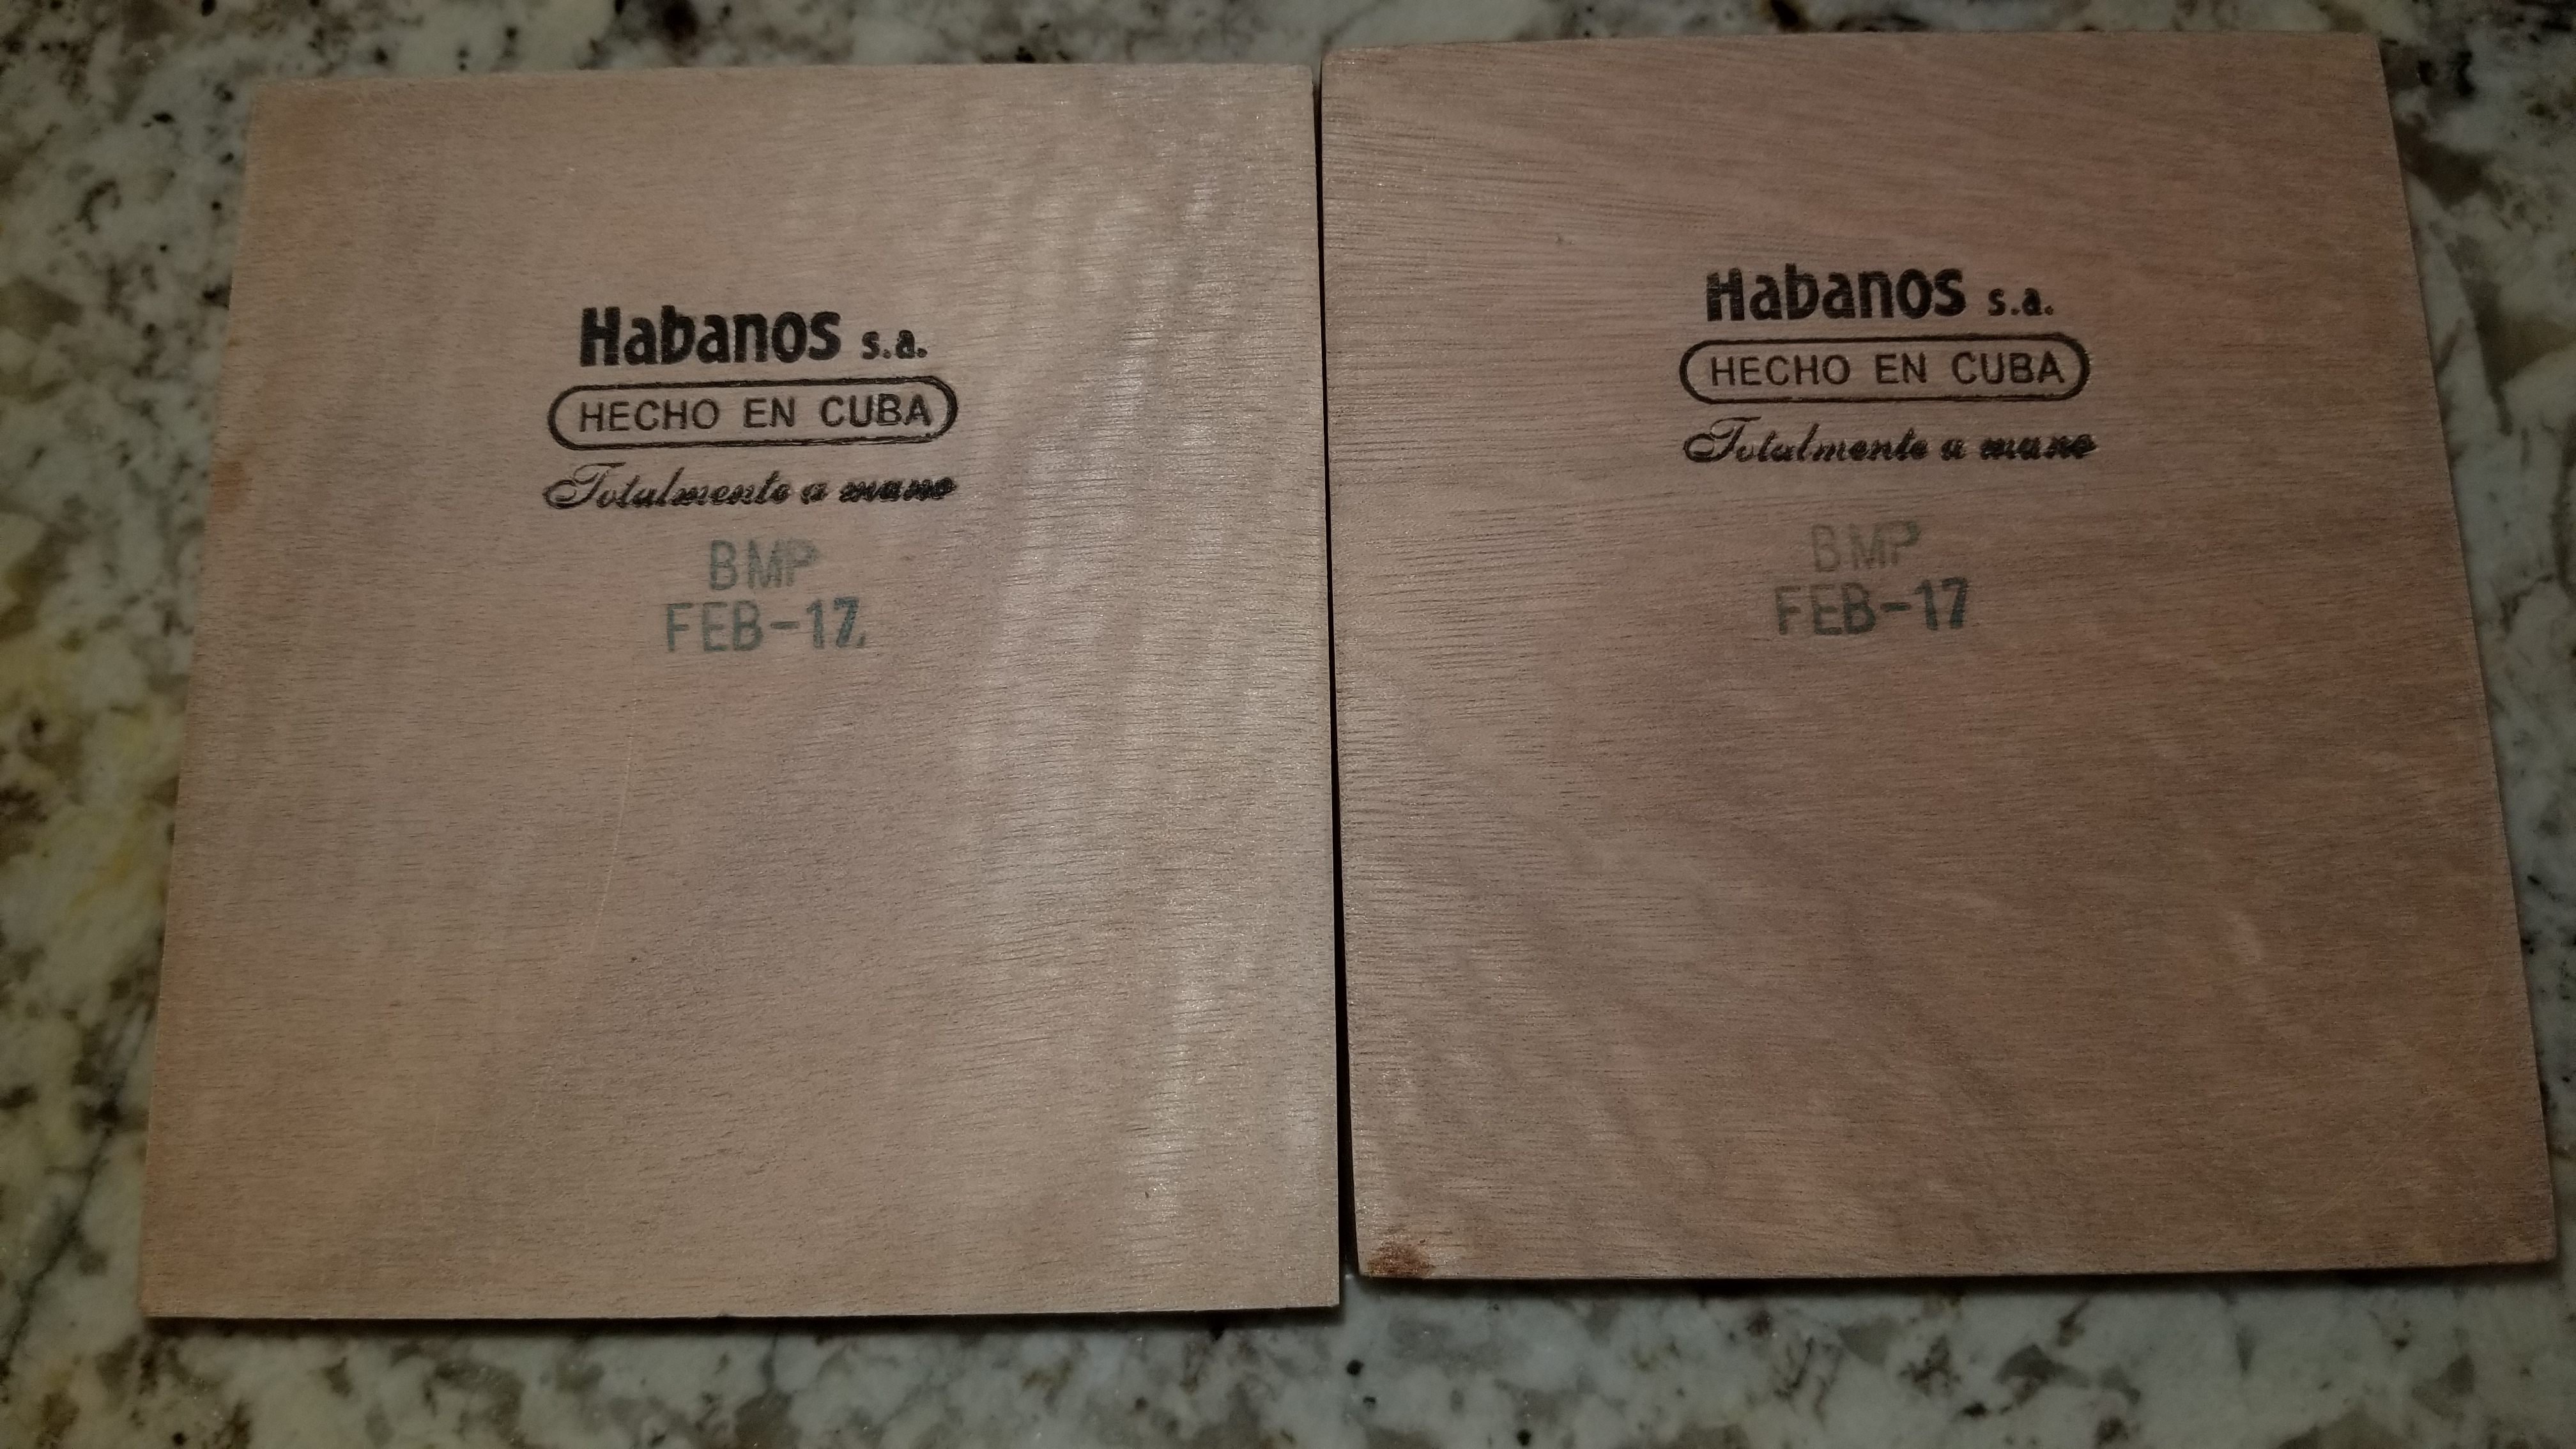 Habanos s.a.
HECHO EN CUBA
Totalmente a mano
BMP
FEB-17
Habanos s.a.
HECHO EN CUBA
Totalmente a mano
BMP
FEB-17